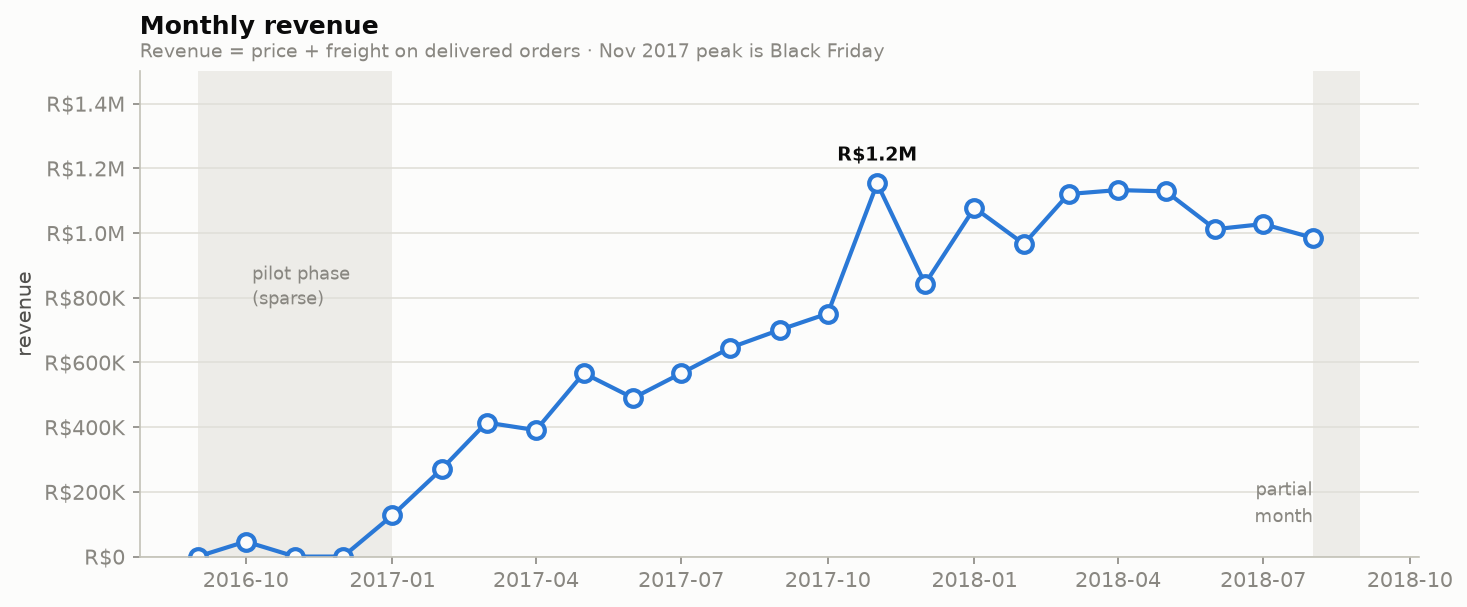 Monthly revenue
Revenue = price + freight on delivered orders · Nov 2017 peak is Black Friday
revenue
R$1.4M
R$1.2M
R$1.0M
R$800K
R$600K
R$400K
R$200K
R$0
pilot phase
(sparse)
R$1.2M
partial
month
2016-10
2017-01
2017-04
2017-07
2017-10
2018-01
2018-04
2018-07
2018-10